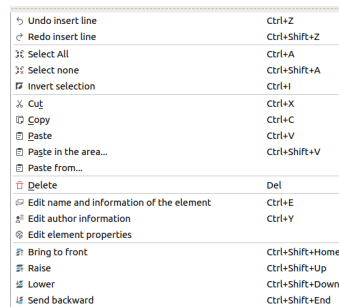 Undo insert line Ctrl+Z
Redo insert line Ctrl+Shift+Z
Select All Ctrl+A
Select none Ctrl+Shift+A
Invert selection Ctrl+I
Cut Ctrl+X
Copy Ctrl+C
Paste Ctrl+V
Paste in the area... Ctrl+Shift+V
Paste from...
Delete Del
Edit name and information of the element Ctrl+E
Edit author information Ctrl+Y
Edit element properties
Bring to front Ctrl+Shift+Home
Raise Ctrl+Shift+Up
Lower Ctrl+Shift+Down
Send backward Ctrl+Shift+End